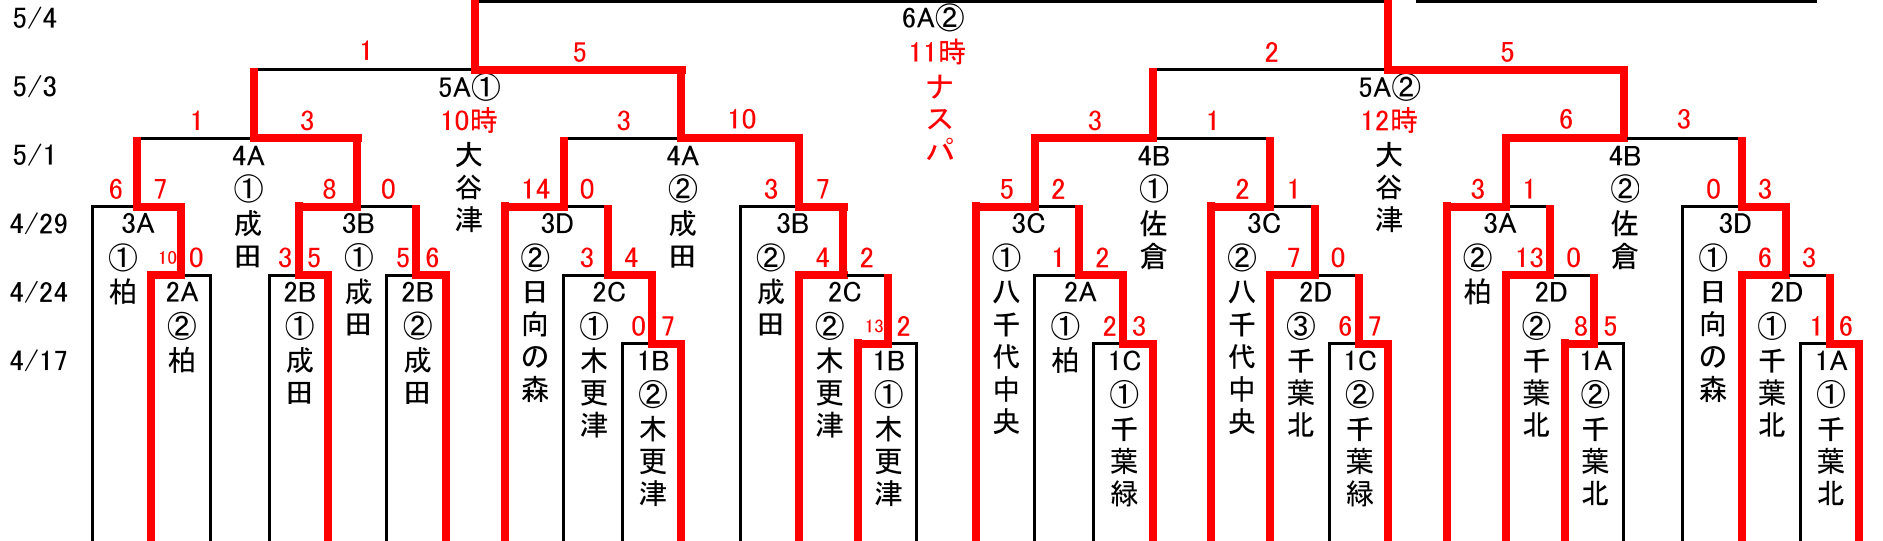 5/4 6A②
1 5 11時 2 5
5/3 5A① ナスパ 5A②
1 3 10時 3 10 3 1 12時 6 3
5/1 4A 大谷津 4A 4B 大谷津 4B
6 7 ①成田 8 0 14 0 ②成田 3 7 5 2 ①佐倉 2 1 3 1 ②佐倉 0 3
4/29 3A 3B 3D 3B 3C 3C 3A 3D
①柏 10 0 3 5 ①成田 5 6 ②日向の森 3 4 ②成田 4 2 ①八千代中央 1 2 ②八千代中央 7 0 ②柏 13 0 ①日向の森 6 3
4/24 2A 2B 2B 2C 2C 2A 2D 2D 2D
②柏 ①成田 ②成田 ①木更津 0 7 ②木更津 13 2 ①柏 2 3 ③千葉北 6 7 ②千葉北 8 5 ①千葉北 1 6
4/17 1B 1B 1C 1C 1A 1A
②木更津 ①木更津 ①千葉緑 ②千葉緑 ②千葉北 ①千葉北